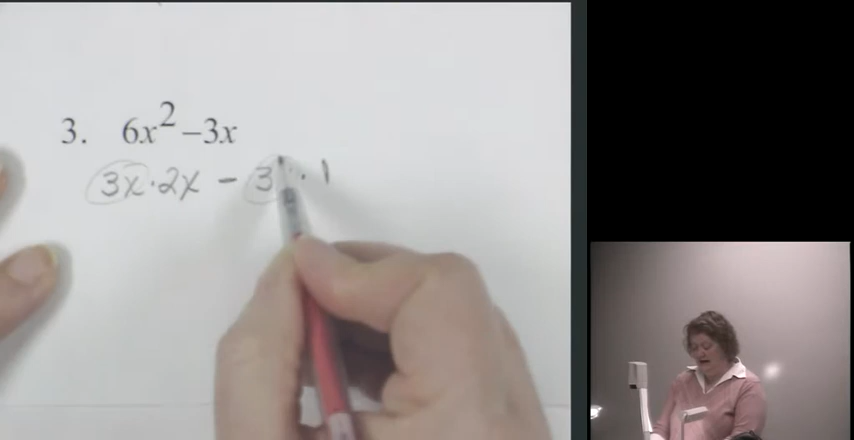 3. 6x²–3x
3x·2x – 3 · 1